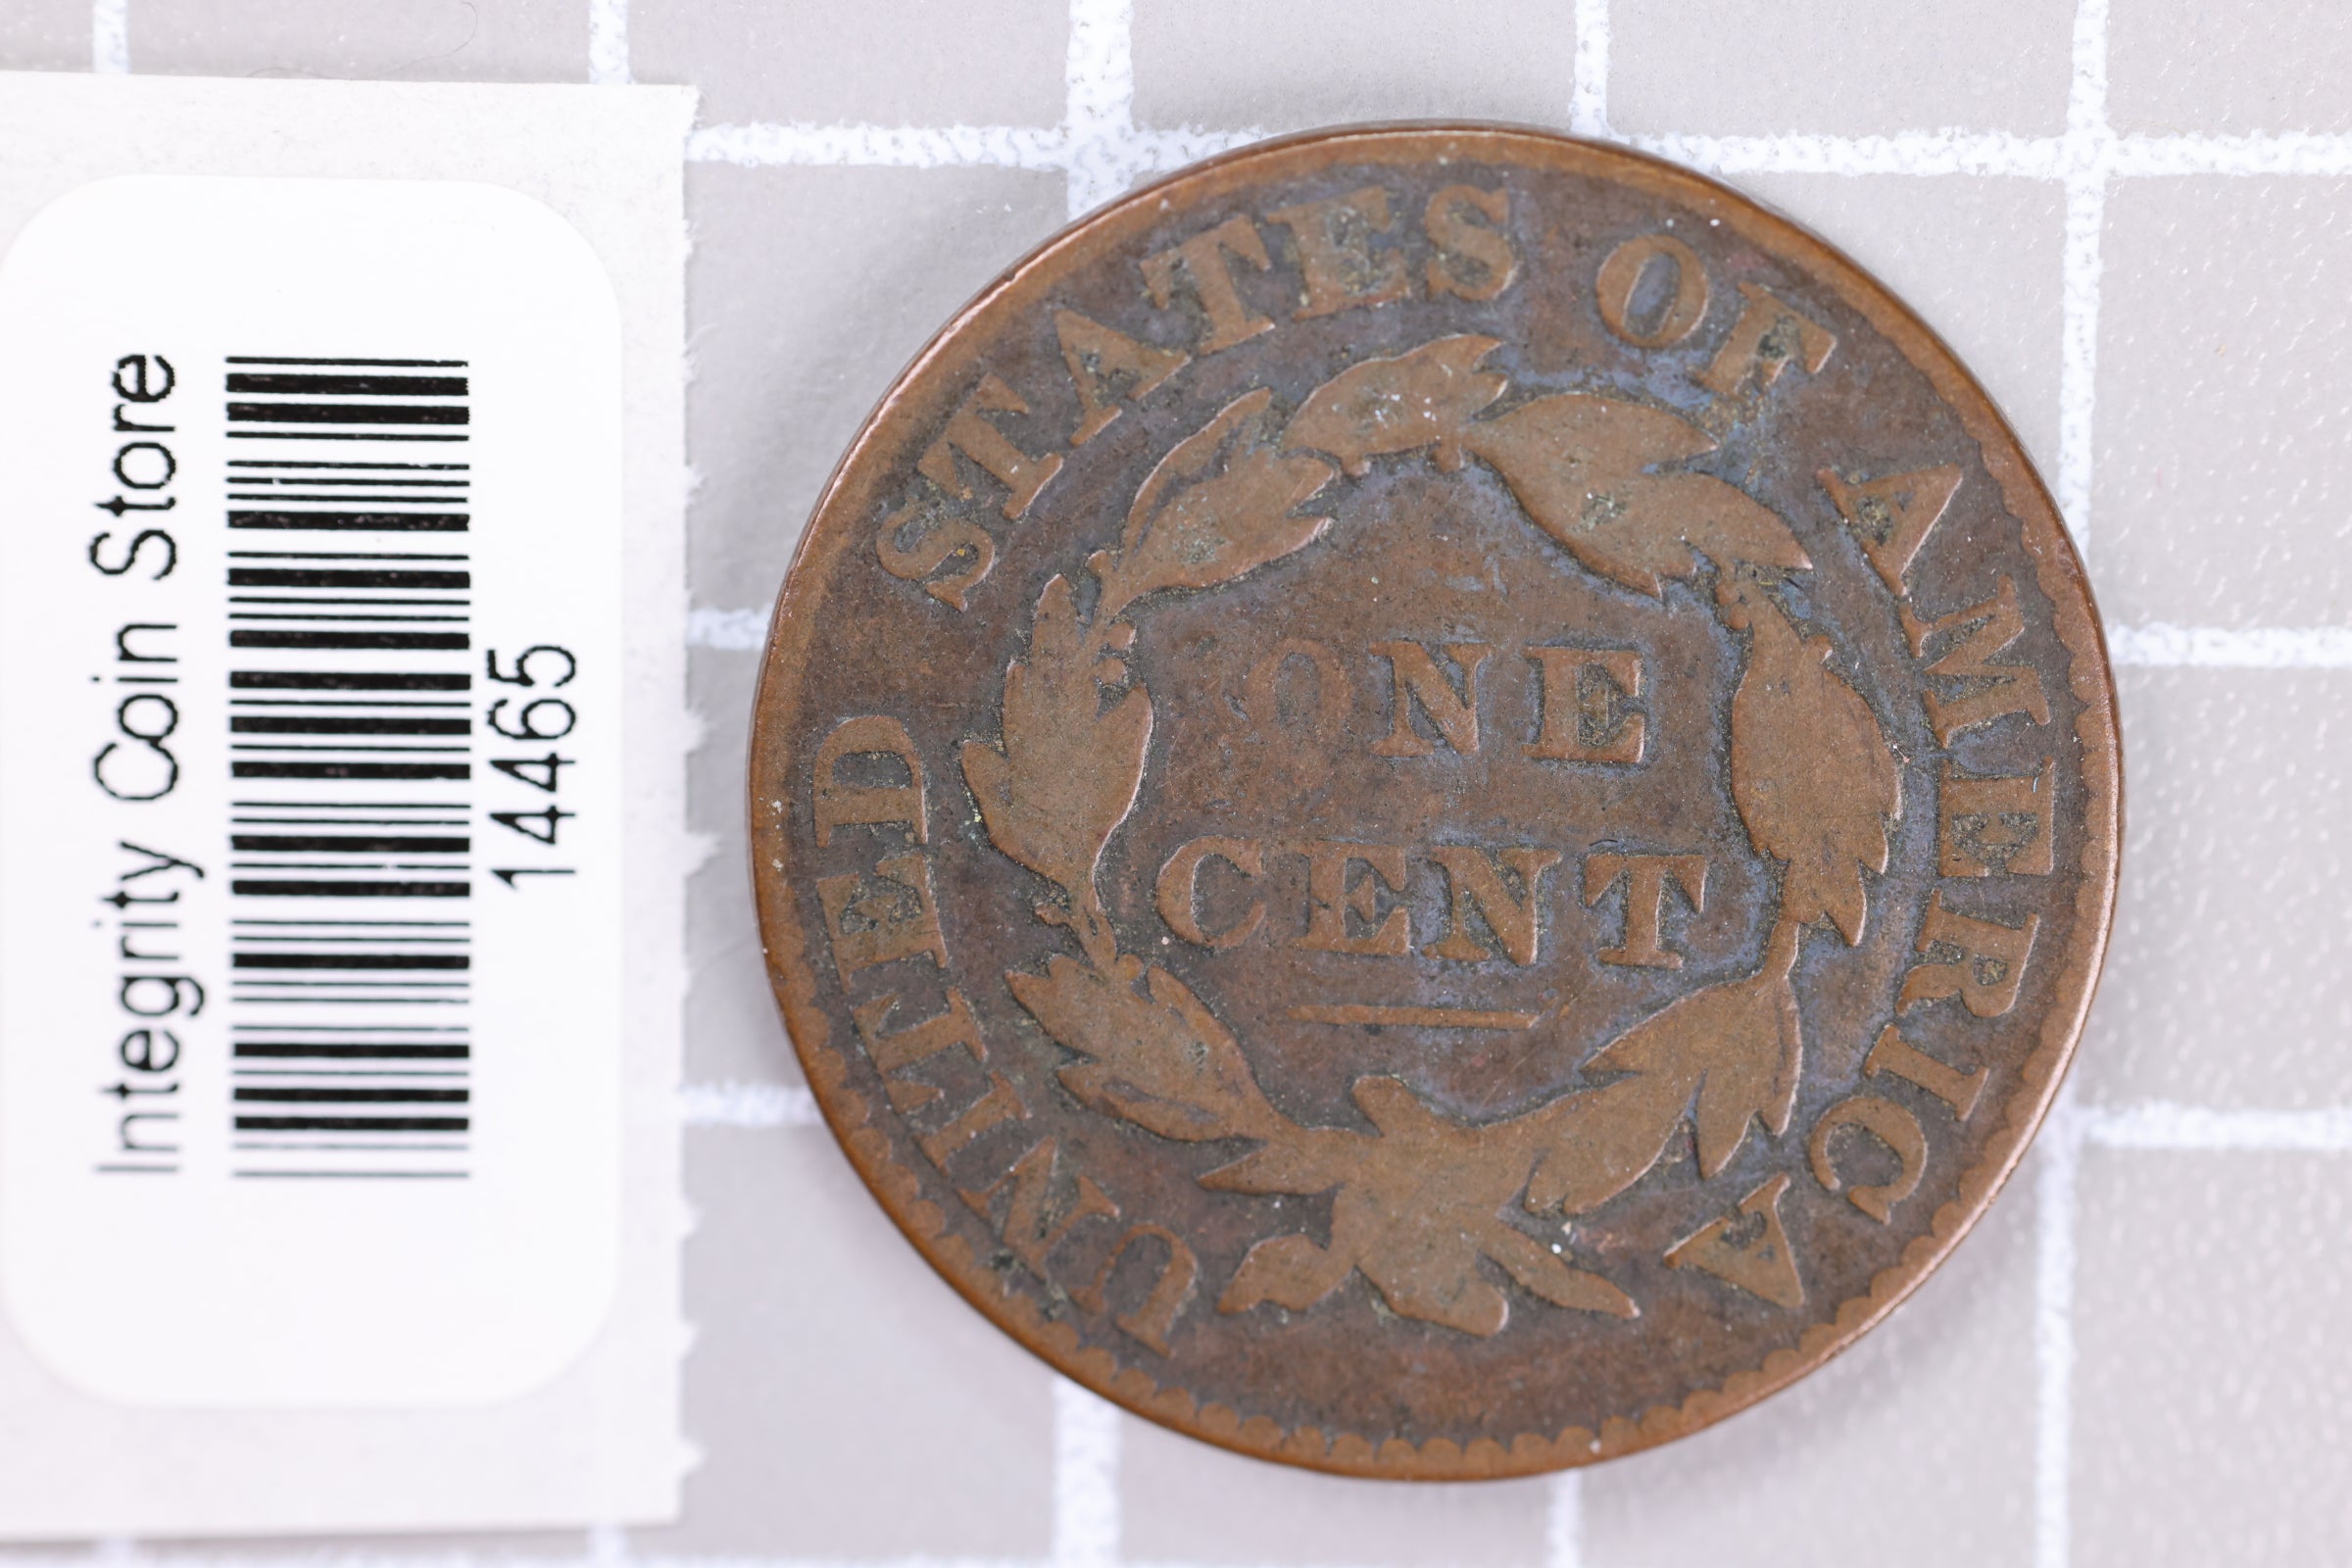 Integrity Coin Store
14465
UNITED STATES OF AMERICA
ONE
CENT